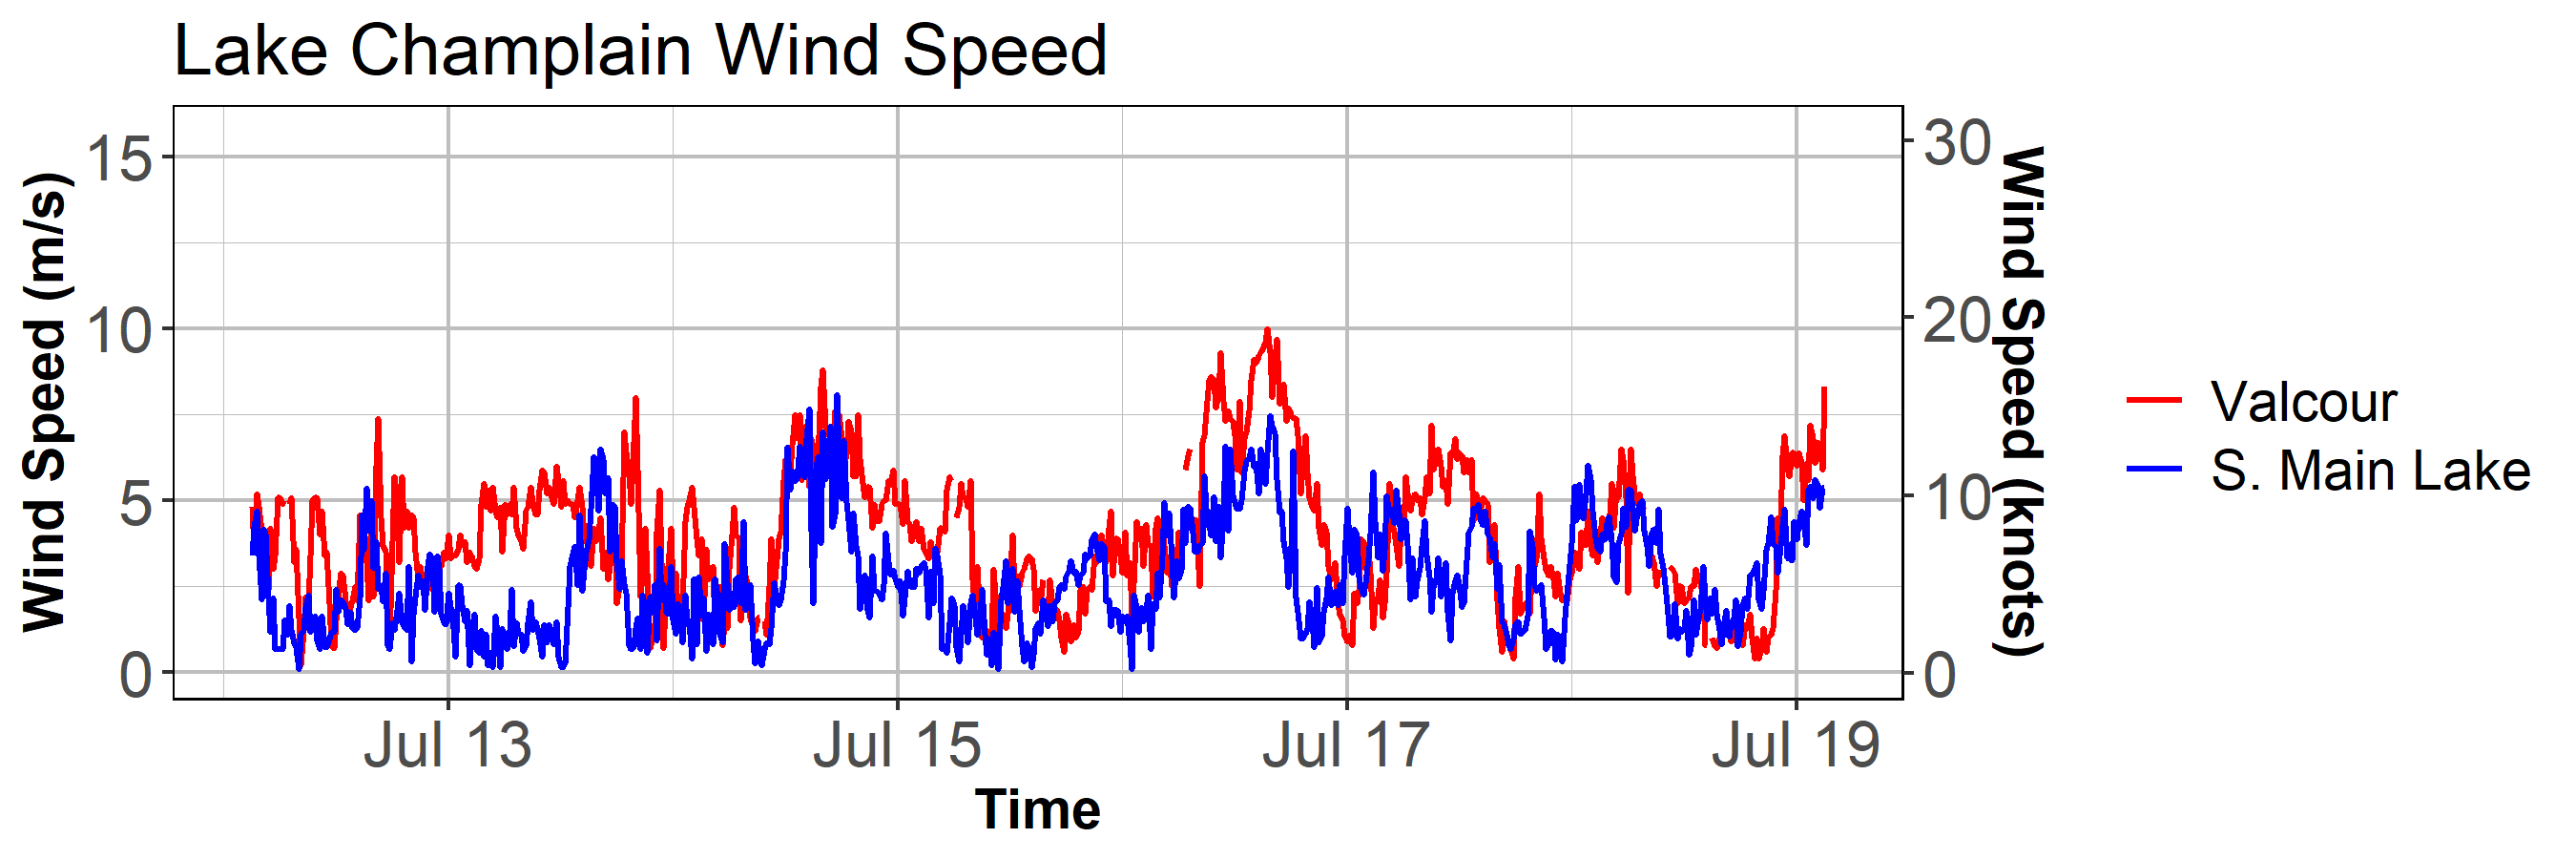 Lake Champlain Wind Speed
15
10
5
0
Wind Speed (m/s)
30
20
10
0
Wind Speed (knots)
Jul 13
Jul 15
Jul 17
Jul 19
Time
Valcour
S. Main Lake